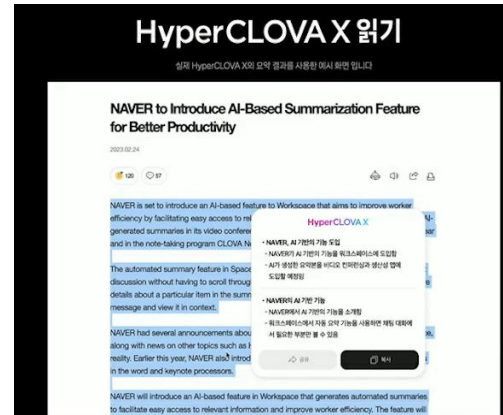 HyperCLOVA X 읽기
실제 HyperCLOVA X의 요약 결과를 사용한 예시 화면 입니다
NAVER to Introduce AI-Based Summarization Feature
for Better Productivity
2023.02.24
120 57
NAVER is set to introduce an AI-based feature to Workspace that aims to improve worker
efficiency by facilitating easy access to rel
AI-
generated summaries in its video conferen
ar
and in the note-taking program CLOVA N
The automated summary feature in Space
discussion without having to scroll through
e
details about a particular item in the summ
message and view it in context.
NAVER had several announcements abou
e,
along with news on other topics such as
reality. Earlier this year, NAVER also introd
in the word and keynote processors.
HyperCLOVA X
· NAVER, AI 기반의 기능 도입
- NAVER가 AI 기반의 기능을 워크스페이스에 도입함
- AI가 생성한 요약본을 비디오 컨퍼런싱과 생산성 앱에
도입할 예정임
· NAVER의 AI 기반 기능
- NAVER에서 AI 기반의 기능을 소개함
- 워크스페이스에서 자동 요약 기능을 사용하면 채팅 대화에
서 필요한 부분만 볼 수 있음
공유
복사
NAVER will introduce an AI-based feature in Workspace that generates automated summaries
to facilitate easy access to relevant information and improve worker efficiency. The feature will